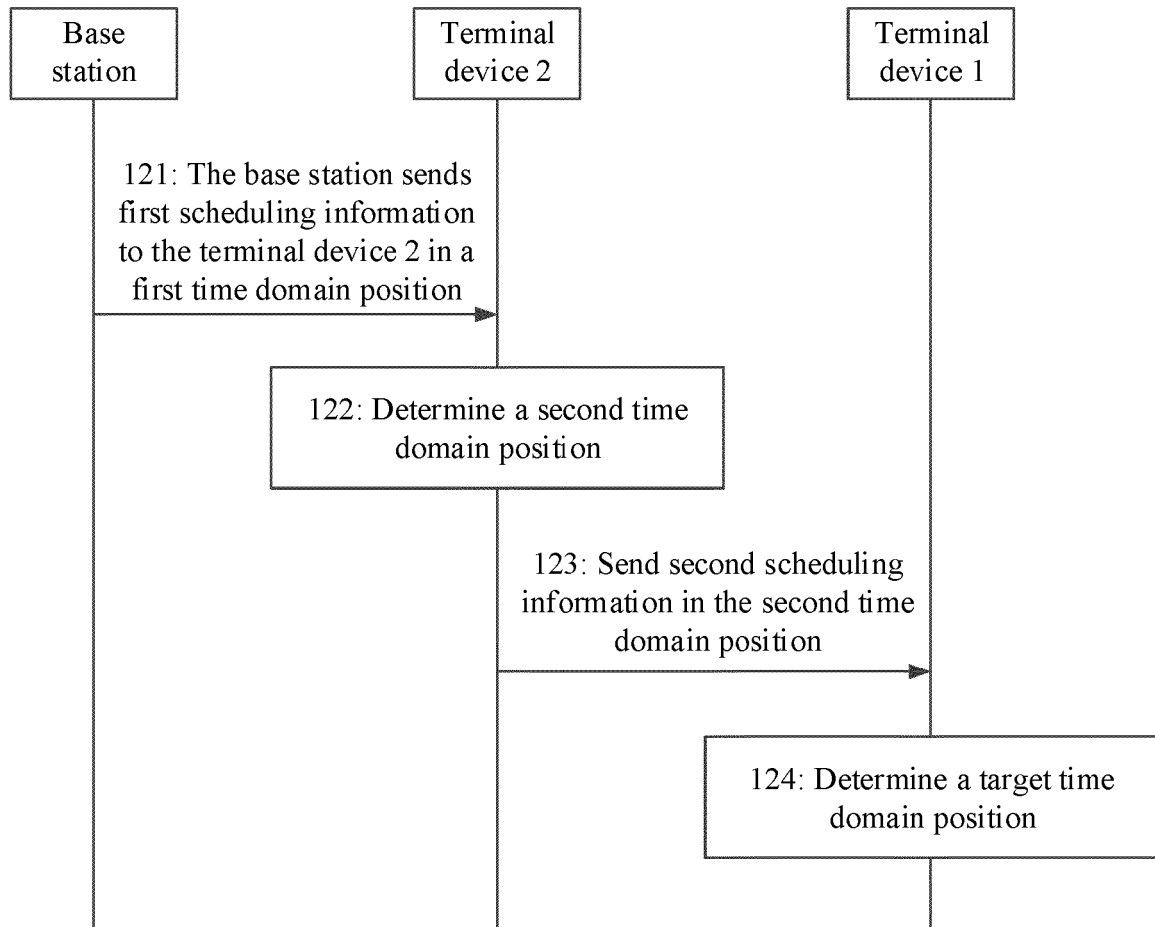 Base
station
Terminal
device 2
Terminal
device 1
121: The base station sends
first scheduling information
to the terminal device 2 in a
first time domain position
122: Determine a second time
domain position
123: Send second scheduling
information in the second time
domain position
124: Determine a target time
domain position